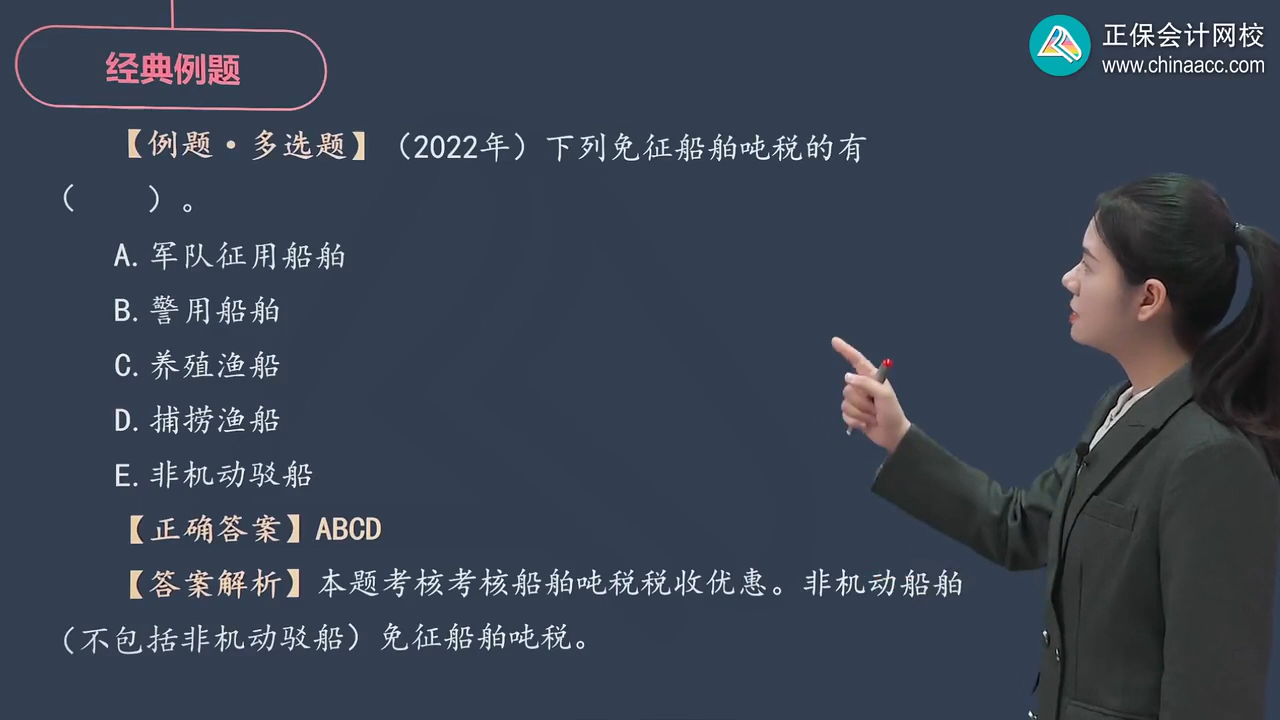 经典例题
正保会计网校
www.chinaacc.com
【例题·多选题】（2022年）下列免征船舶吨税的有
（　　）。
A. 军队征用船舶
B. 警用船舶
C. 养殖渔船
D. 捕捞渔船
E. 非机动驳船
【正确答案】ABCD
【答案解析】本题考核考核船舶吨税税收优惠。非机动船舶
（不包括非机动驳船）免征船舶吨税。